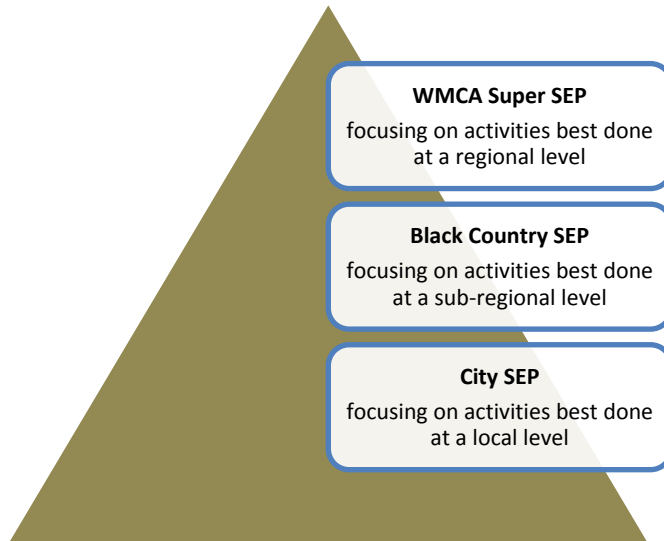 WMCA Super SEP
focusing on activities best done
at a regional level
Black Country SEP
focusing on activities best done
at a sub-regional level
City SEP
focusing on activities best done
at a local level